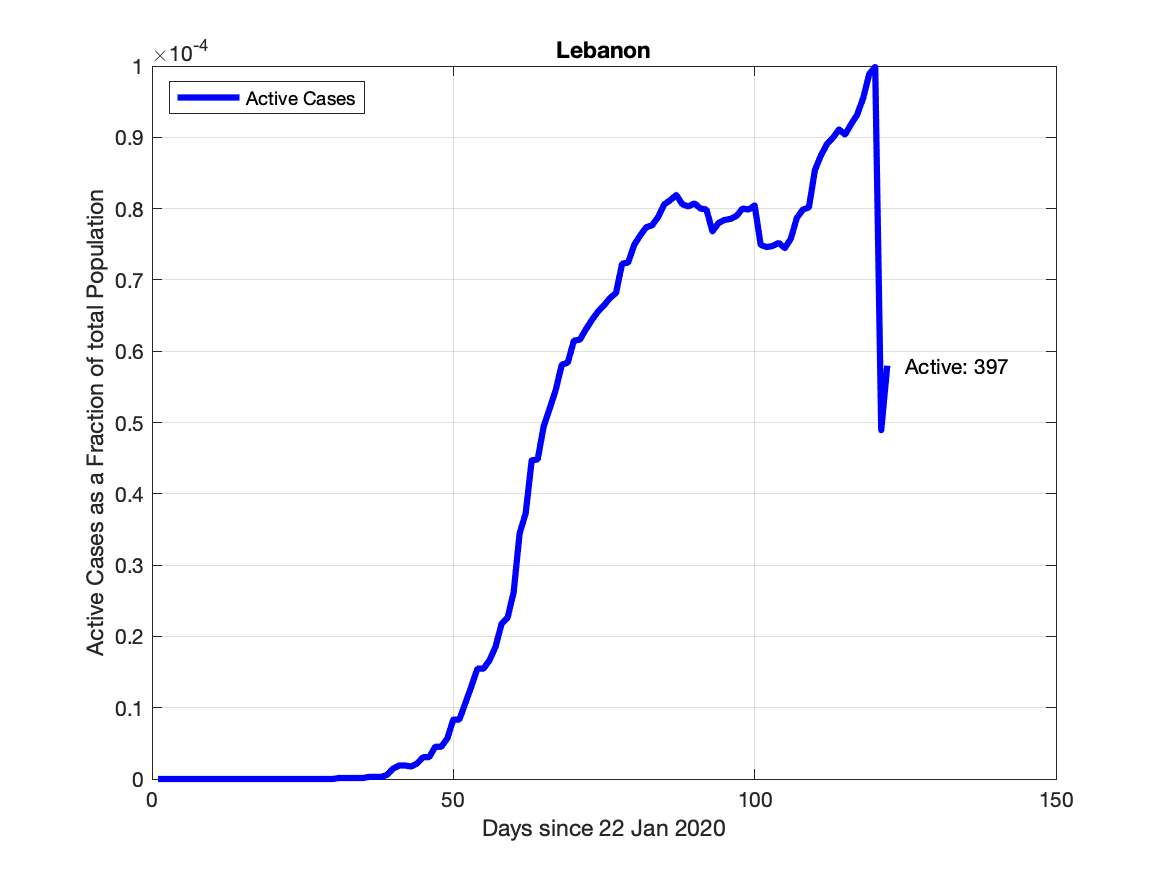 Lebanon
×10-4
Active Cases
1
0.9
0.8
0.7
0.6
0.5
0.4
0.3
0.2
0.1
0
Active Cases as a Fraction of total Population
Active: 397
0 50 100 150
Days since 22 Jan 2020